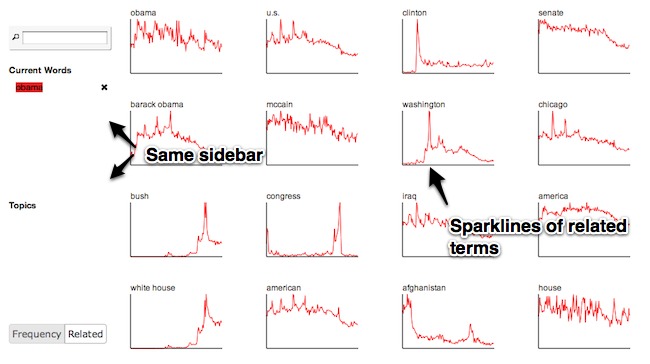 obama
u.s.
clinton
senate
Current Words
obama
barack obama
mccain
washington
chicago
Same sidebar
Topics
bush
congress
iraq
america
Sparklines of related
terms
white house
american
afghanistan
house
Frequency
Related